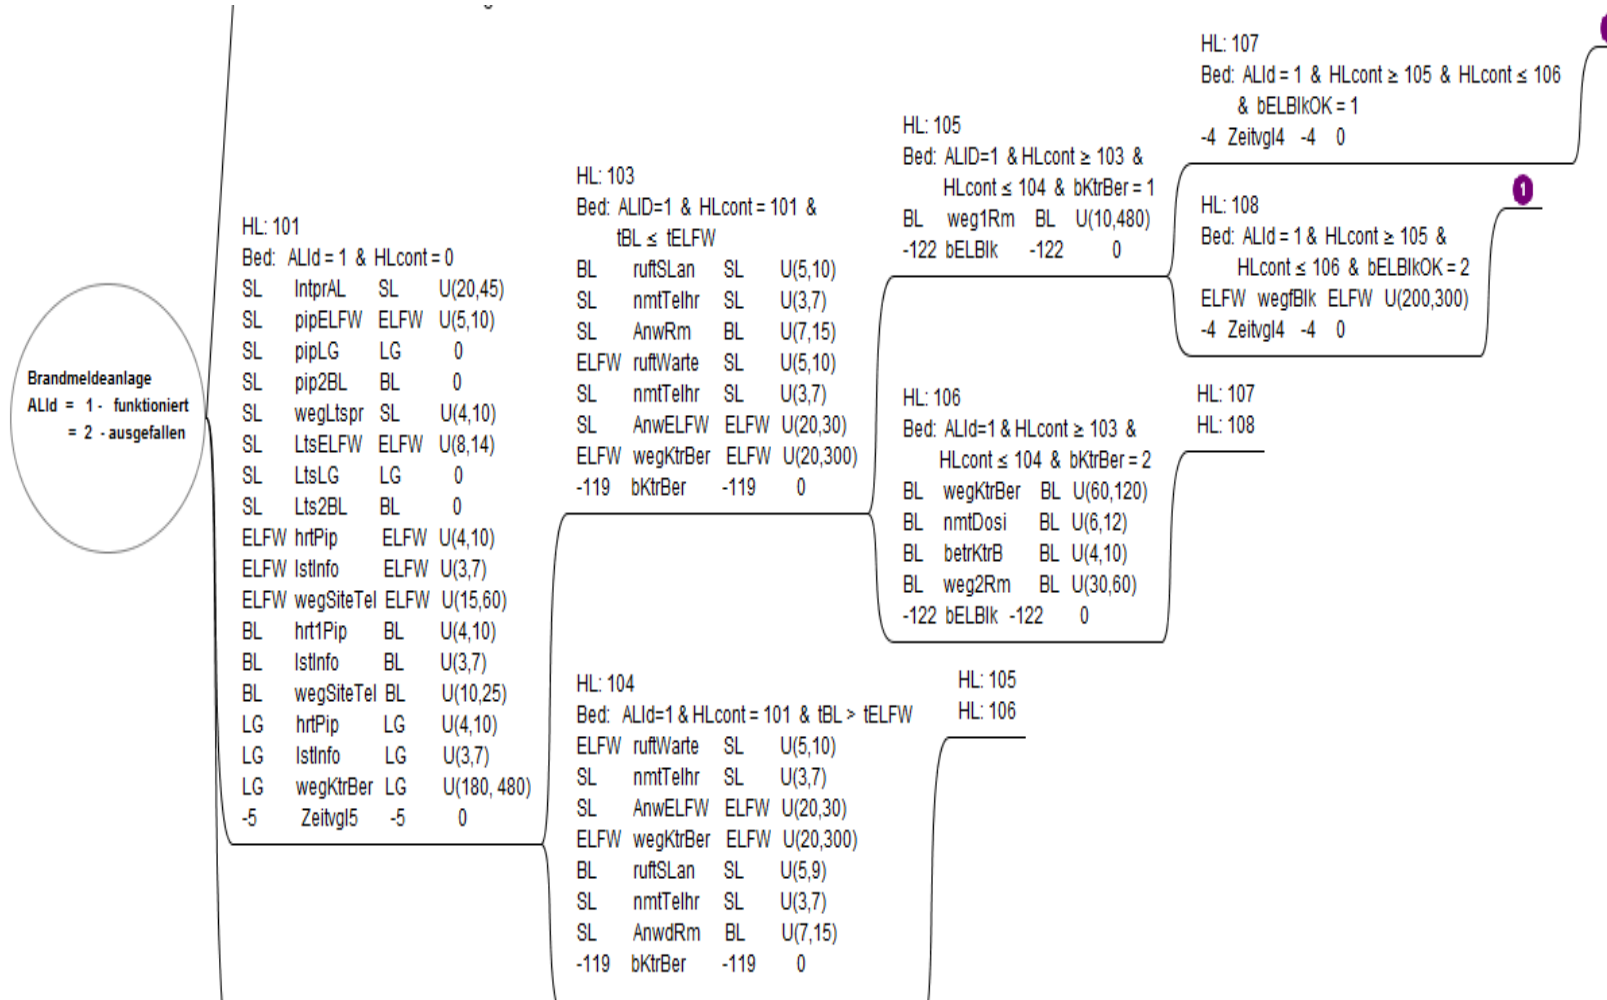 Brandmeldeanlage
ALId = 1 - funktioniert
= 2 - ausgefallen
HL: 101
Bed: ALId = 1 & HLcont = 0
SL IntprAL SL U(20,45)
SL pipELFW ELFW U(5,10)
SL pipLG LG 0
SL pip2BL BL 0
SL wegLtspr SL U(4,10)
SL LtsELFW ELFW U(8,14)
SL LtsLG LG 0
SL Lts2BL BL 0
ELFW hrtPip ELFW U(4,10)
ELFW lstInfo ELFW U(3,7)
ELFW wegSiteTel ELFW U(15,60)
BL hrt1Pip BL U(4,10)
BL lstInfo BL U(3,7)
BL wegSiteTel BL U(10,25)
LG hrtPip LG U(4,10)
LG lstInfo LG U(3,7)
LG wegKtrBer LG U(180, 480)
-5 Zeitvgl5 -5 0
HL: 103
Bed: ALID=1 & HLcont = 101 &
tBL ≤ tELFW
BL ruftSLan SL U(5,10)
SL nmtTelhr SL U(3,7)
SL AnwRm BL U(7,15)
ELFW ruftWarte SL U(5,10)
SL nmtTelhr SL U(3,7)
SL AnwELFW ELFW U(20,30)
ELFW wegKtrBer ELFW U(20,300)
-119 bKtrBer -119 0
HL: 104
Bed: ALId=1 & HLcont = 101 & tBL > tELFW
ELFW ruftWarte SL U(5,10)
SL nmtTelhr SL U(3,7)
SL AnwELFW ELFW U(20,30)
ELFW wegKtrBer ELFW U(20,300)
BL ruftSLan SL U(5,9)
SL nmtTelhr SL U(3,7)
SL AnwdRm BL U(7,15)
-119 bKtrBer -119 0
HL: 105
Bed: ALID=1 & HLcont ≥ 103 &
HLcont ≤ 104 & bKtrBer = 1
BL weg1Rm BL U(10,480)
-122 bELBlk -122 0
HL: 106
Bed: ALId=1 & HLcont ≥ 103 &
HLcont ≤ 104 & bKtrBer = 2
BL wegKtrBer BL U(60,120)
BL nmtDosi BL U(6,12)
BL betrKtrB BL U(4,10)
BL weg2Rm BL U(30,60)
-122 bELBlk -122 0
HL: 105
HL: 106
HL: 107
Bed: ALId = 1 & HLcont ≥ 105 & HLcont ≤ 106
& bELBlkOK = 1
-4 Zeitvgl4 -4 0
1
HL: 108
Bed: ALId = 1 & HLcont ≥ 105 &
HLcont ≤ 106 & bELBlkOK = 2
ELFW wegfBlk ELFW U(200,300)
-4 Zeitvgl4 -4 0
HL: 107
HL: 108